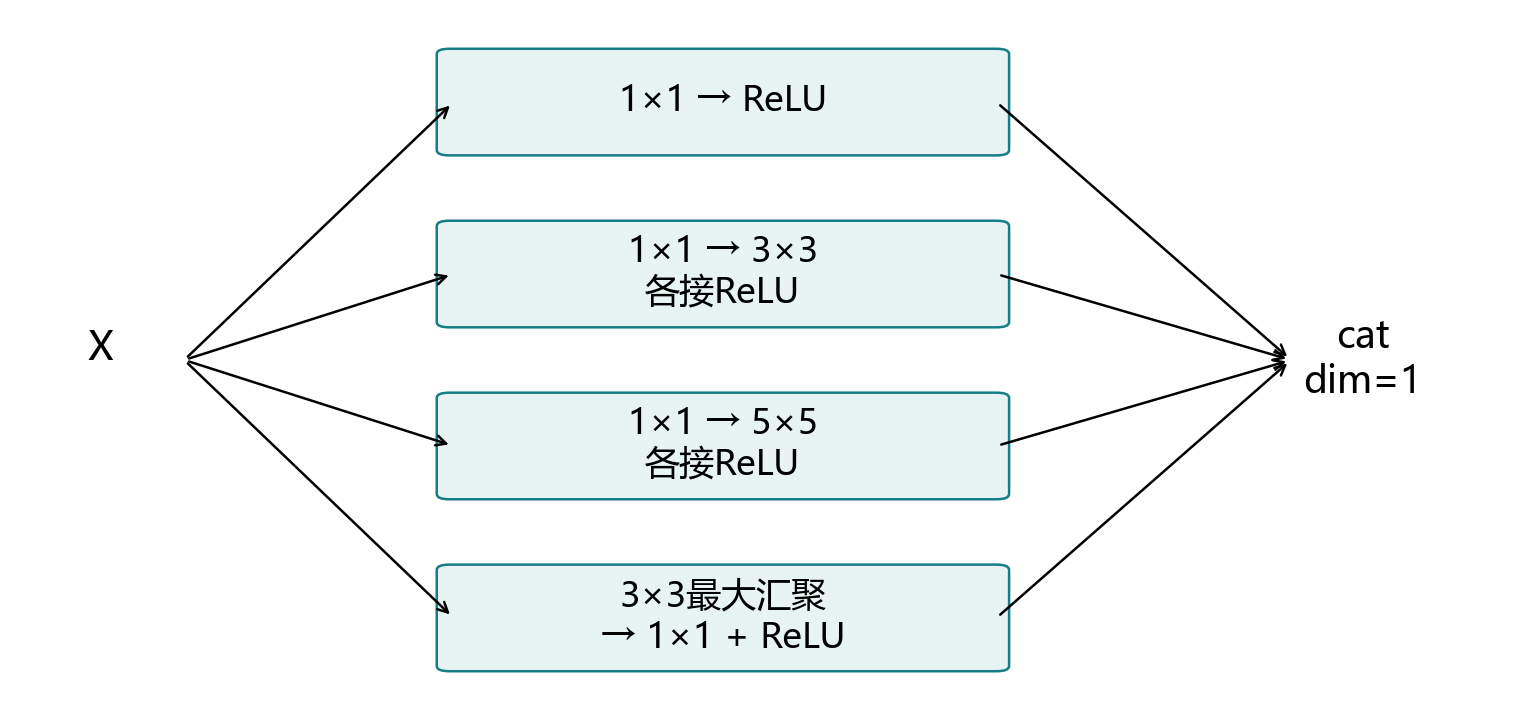 X
1×1 → ReLU
1×1 → 3×3
各接ReLU
1×1 → 5×5
各接ReLU
3×3最大汇聚
→ 1×1 + ReLU
cat
dim=1